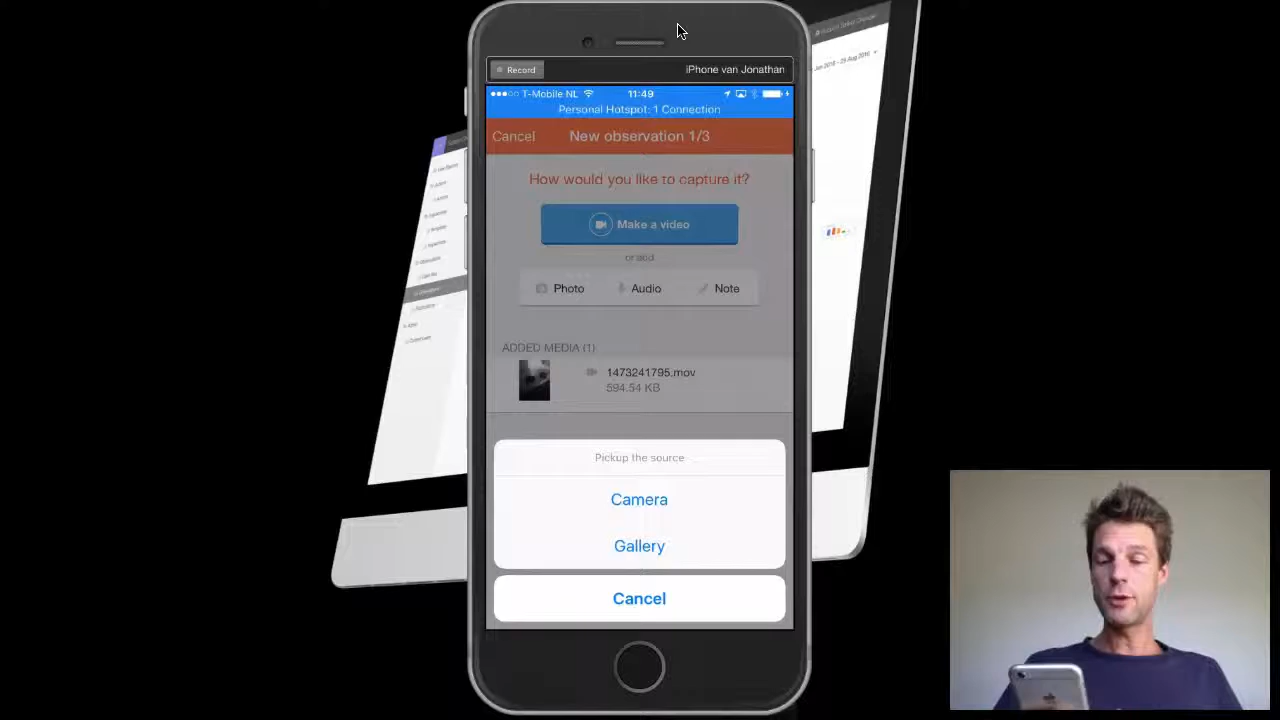 Record
iPhone van Jonathan
T-Mobile NL
11:49
Personal Hotspot: 1 Connection
Cancel
New observation 1/3
How would you like to capture it?
Make a video
or add
Photo
Audio
Note
ADDED MEDIA (1)
1473241795.mov
594.54 KB
Pickup the source
Camera
Gallery
Cancel